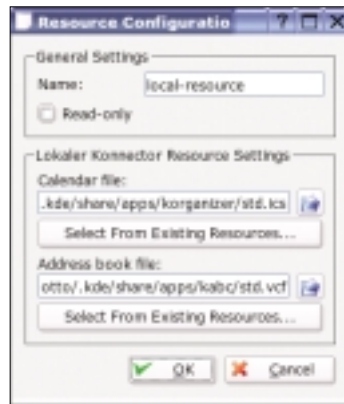 Resource Configuratio
General Settings
Name: local-resource
Read-only
Lokaler Konnector Resource Settings
Calendar file:
.kde/share/apps/korganizer/std.ics
Select From Existing Resources...
Address book file:
otto/.kde/share/apps/kabc/std.vcf
Select From Existing Resources...
OK Cancel